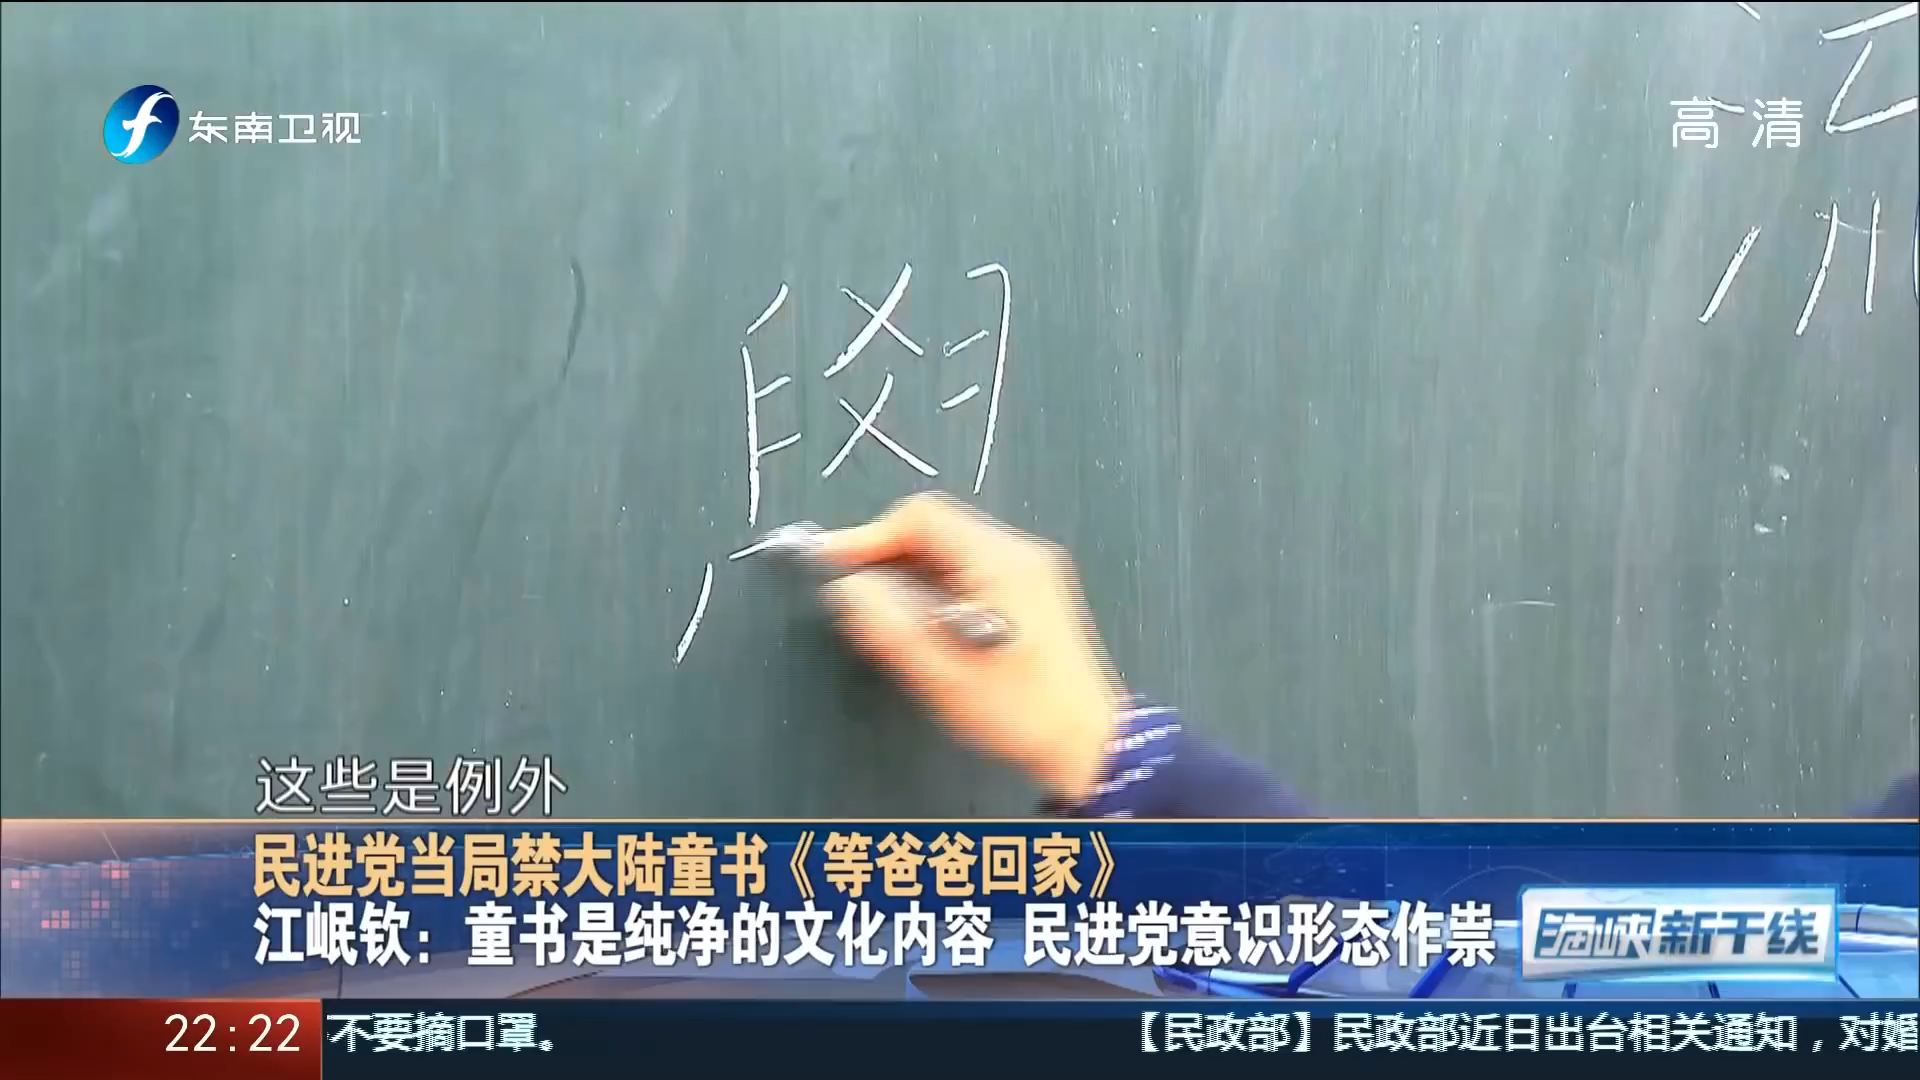 东南卫视
高清
这些是例外
民进党当局禁大陆童书《等爸爸回家》
江岷钦：童书是纯净的文化内容 民进党意识形态作祟
海峡新干线
22:22
不要摘口罩。
【民政部】民政部近日出台相关通知，对婚